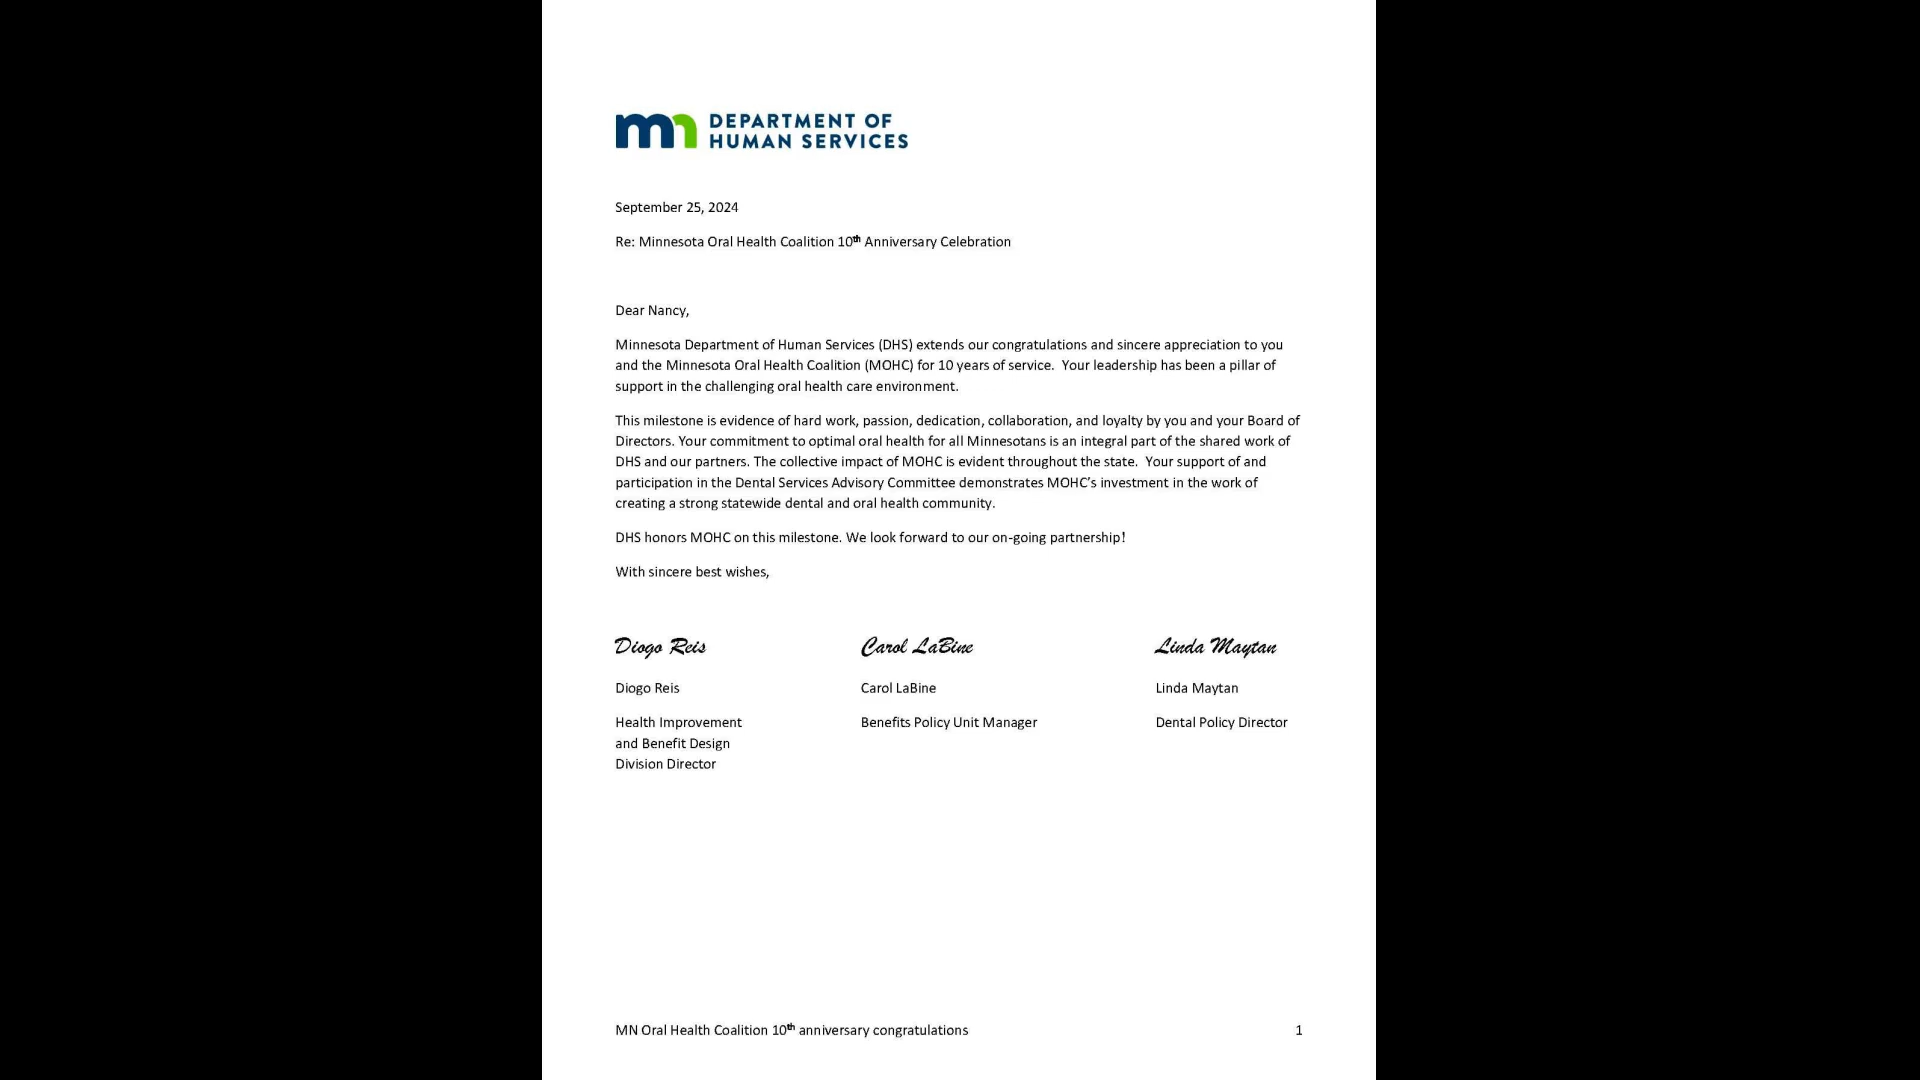 mn DEPARTMENT OF
HUMAN SERVICES
September 25, 2024
Re: Minnesota Oral Health Coalition 10th Anniversary Celebration
Dear Nancy,
Minnesota Department of Human Services (DHS) extends our congratulations and sincere appreciation to you
and the Minnesota Oral Health Coalition (MOHC) for 10 years of service.  Your leadership has been a pillar of
support in the challenging oral health care environment.
This milestone is evidence of hard work, passion, dedication, collaboration, and loyalty by you and your Board of
Directors. Your commitment to optimal oral health for all Minnesotans is an integral part of the shared work of
DHS and our partners. The collective impact of MOHC is evident throughout the state.  Your support of and
participation in the Dental Services Advisory Committee demonstrates MOHC’s investment in the work of
creating a strong statewide dental and oral health community.
DHS honors MOHC on this milestone. We look forward to our on-going partnership!
With sincere best wishes,
Diogo Reis Carol LaBine Linda Maytan
Diogo Reis Carol LaBine Linda Maytan
Health Improvement Benefits Policy Unit Manager Dental Policy Director
and Benefit Design
Division Director
MN Oral Health Coalition 10th anniversary congratulations 1